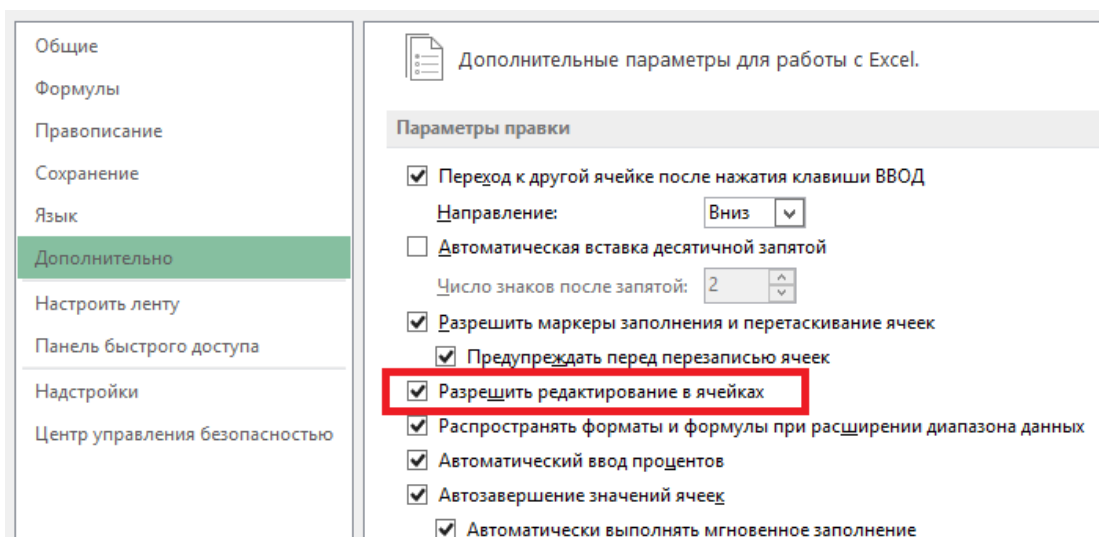 Общие
Формулы
Правописание
Сохранение
Язык
Дополнительно
Настроить ленту
Панель быстрого доступа
Надстройки
Центр управления безопасностью
Дополнительные параметры для работы с Excel.
Параметры правки
Переход к другой ячейке после нажатия клавиши ВВОД
Направление: Вниз
Автоматическая вставка десятичной запятой
Число знаков после запятой: 2
Разрешить маркеры заполнения и перетаскивание ячеек
Предупреждать перед перезаписью ячеек
Разрешить редактирование в ячейках
Распространять форматы и формулы при расширении диапазона данных
Автоматический ввод процентов
Автозавершение значений ячеек
Автоматически выполнять мгновенное заполнение